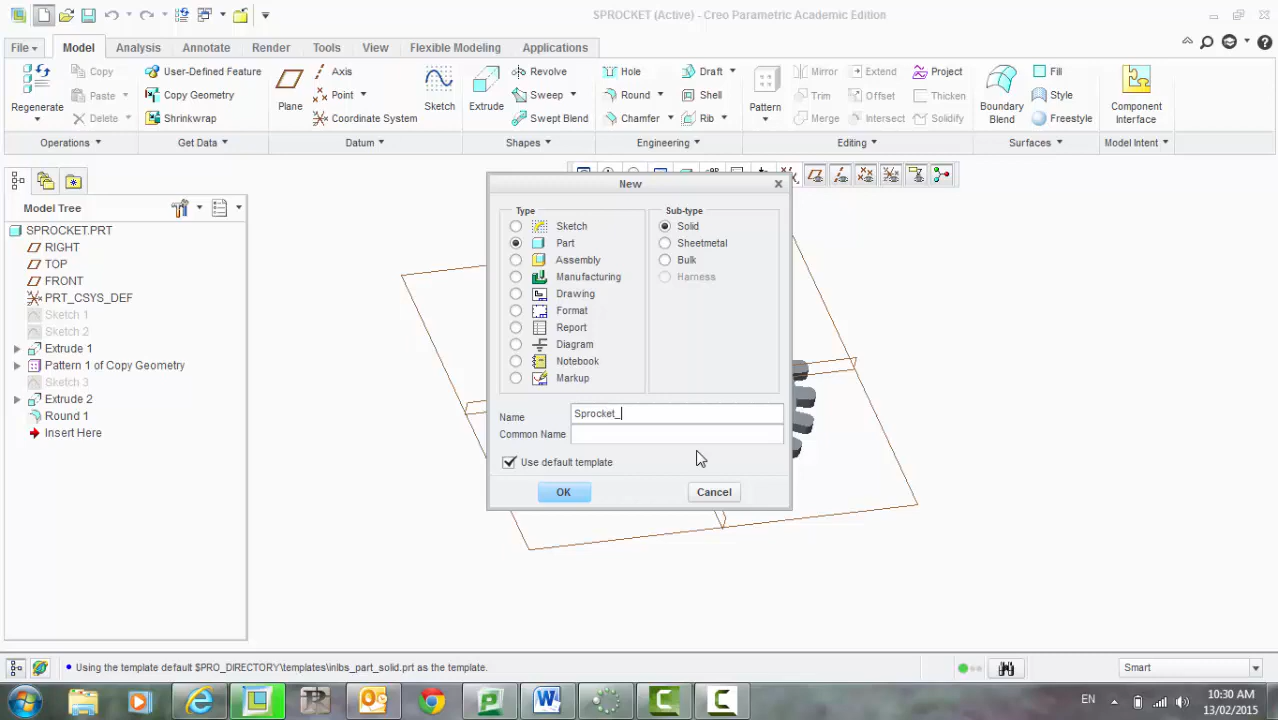 SPROCKET (Active) - Creo Parametric Academic Edition
File Model Analysis Annotate Render Tools View Flexible Modeling Applications
Regenerate
Copy
Paste
Delete
Operations
User-Defined Feature
Copy Geometry
Shrinkwrap
Get Data
Plane
Axis
Point
Coordinate System
Datum
Sketch
Extrude
Revolve
Sweep
Swept Blend
Shapes
Hole
Round
Chamfer
Draft
Shell
Rib
Engineering
Pattern
Mirror
Trim
Merge
Extend
Offset
Intersect
Project
Thicken
Solidify
Editing
Boundary
Blend
Fill
Style
Freestyle
Surfaces
Component
Interface
Model Intent
Model Tree
SPROCKET.PRT
RIGHT
TOP
FRONT
PRT_CSYS_DEF
Sketch 1
Sketch 2
Extrude 1
Pattern 1 of Copy Geometry
Sketch 3
Extrude 2
Round 1
Insert Here
New
Type
Sketch
Part
Assembly
Manufacturing
Drawing
Format
Report
Diagram
Notebook
Markup
Sub-type
Solid
Sheetmetal
Bulk
Harness
Name Sprocket_
Common Name
Use default template
OK Cancel
Using the template default $PRO_DIRECTORY\templates\inlbs_part_solid.prt as the template.
Smart
EN
10:30 AM
13/02/2015